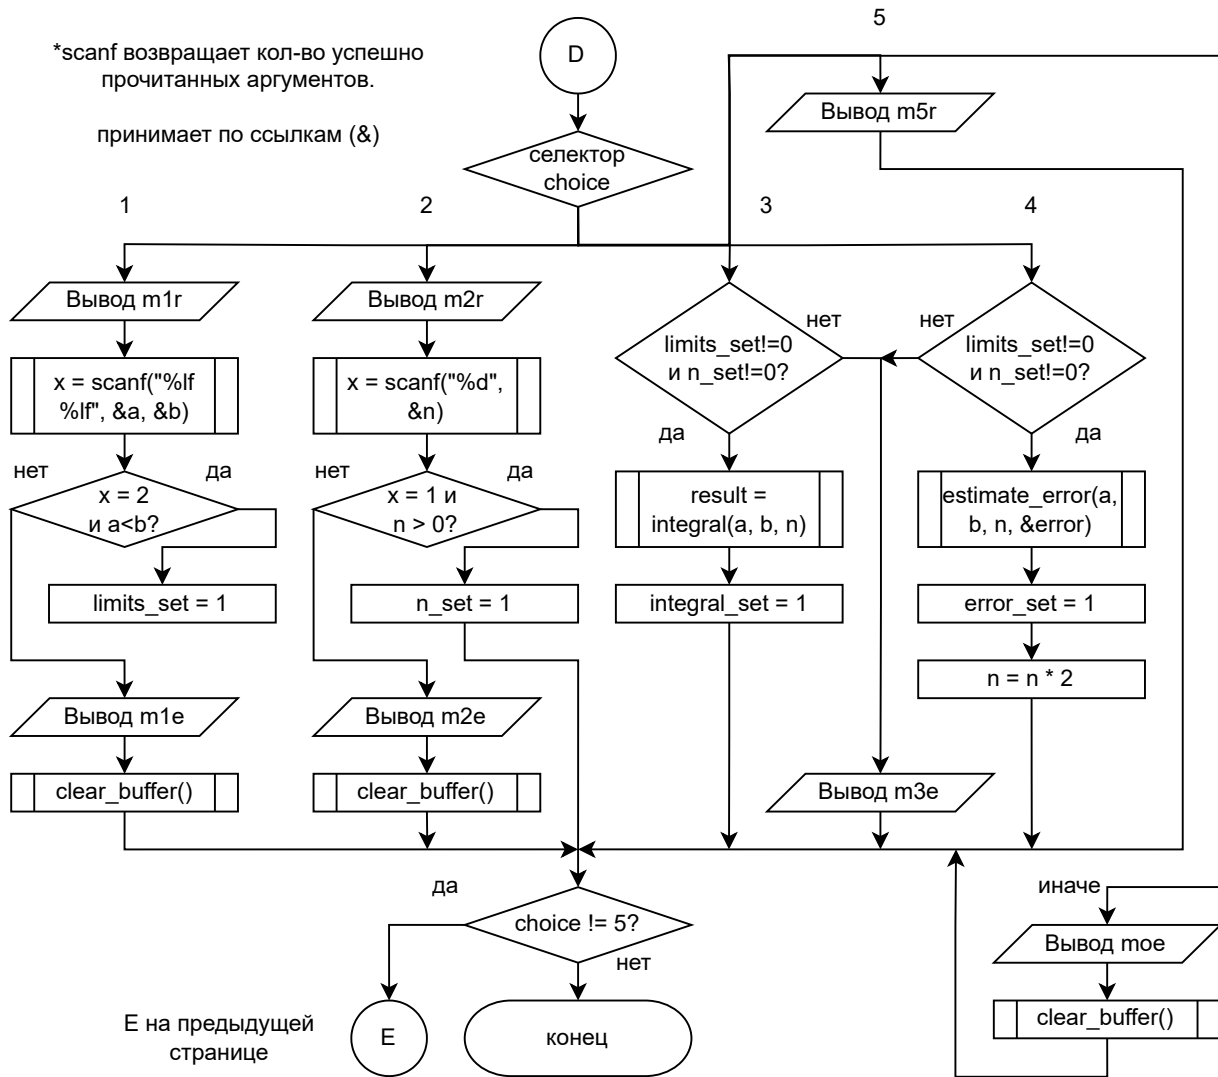 *scanf возвращает кол-во успешно
прочитанных аргументов.
принимает по ссылкам (&)
D
5
Вывод m5r
селектор
choice
1
2
3
4
Вывод m1r
Вывод m2r
x = scanf("%lf
%lf", &a, &b)
x = scanf("%d",
&n)
limits_set!=0
и n_set!=0?
нет
да
limits_set!=0
и n_set!=0?
нет
да
нет
да
x = 2
и a<b?
нет
да
x = 1 и
n > 0?
result =
integral(a, b, n)
estimate_error(a,
b, n, &error)
limits_set = 1
n_set = 1
integral_set = 1
error_set = 1
n = n * 2
Вывод m1e
Вывод m2e
clear_buffer()
clear_buffer()
Вывод m3e
да
choice != 5?
нет
иначе
Вывод moe
clear_buffer()
E на предыдущей
странице
E
конец